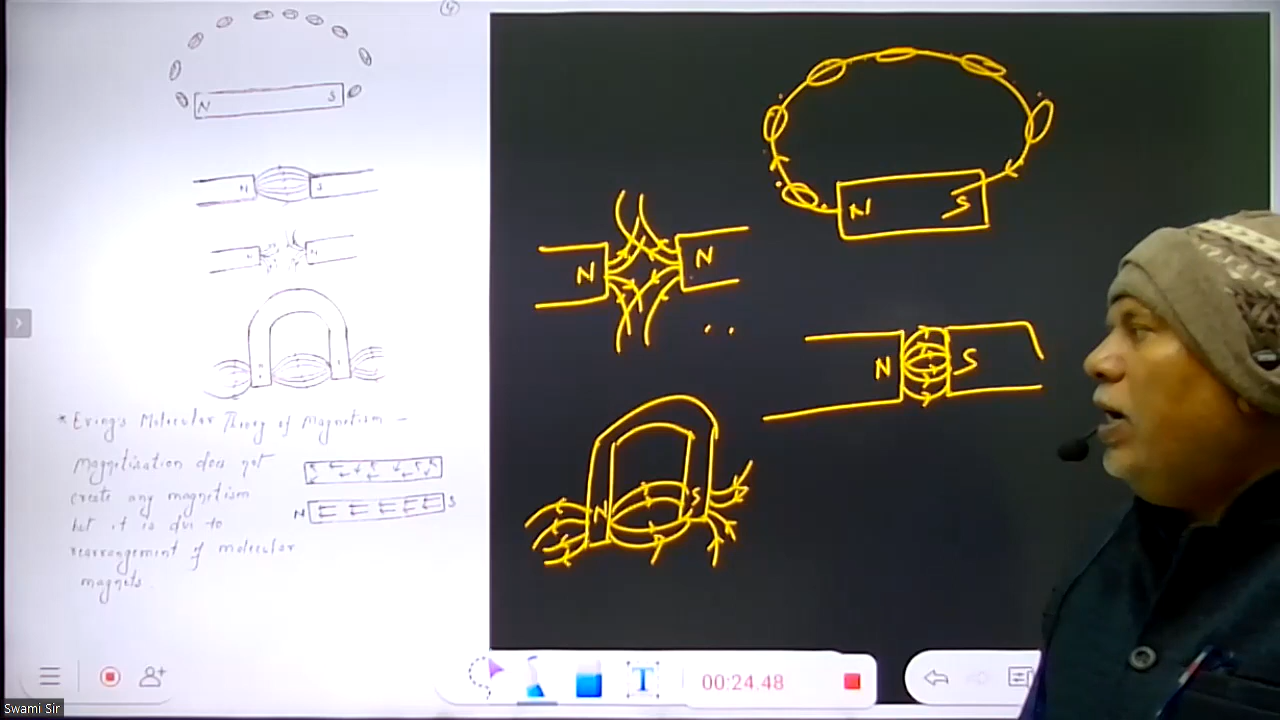 4
N S
N S
* Ewing's Molecular Theory of Magnetism -
Magnetisation does not
create any magnetism
but it is due to
rearrangement of molecular
magnets.
N S
N S
N N
N S
N S
T
00:24.48
Swami Sir